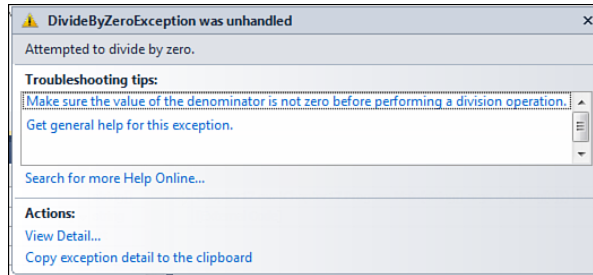 DivideByZeroException was unhandled
Attempted to divide by zero.
Troubleshooting tips:
Make sure the value of the denominator is not zero before performing a division operation.
Get general help for this exception.
Search for more Help Online...
Actions:
View Detail...
Copy exception detail to the clipboard